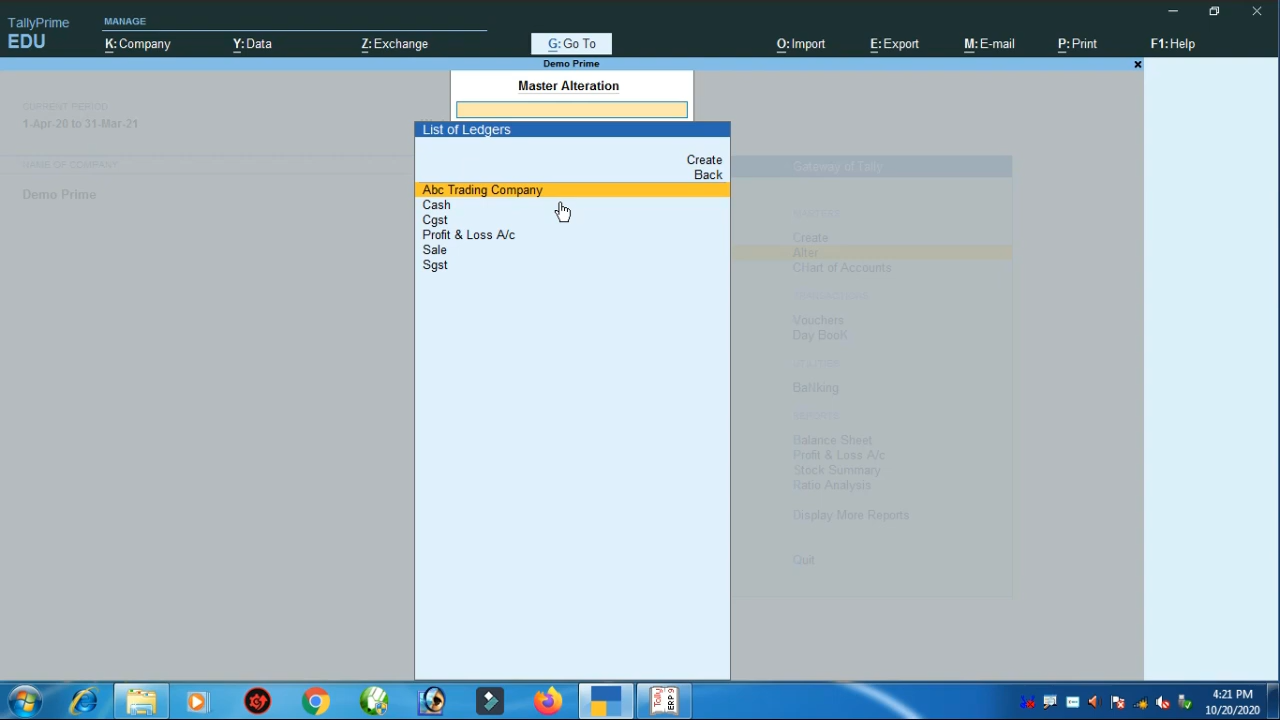 TallyPrime
EDU
MANAGE
K: Company
Y: Data
Z: Exchange
G: Go To
O: Import
E: Export
M: E-mail
P: Print
F1: Help
Demo Prime
CURRENT PERIOD
1-Apr-20 to 31-Mar-21
NAME OF COMPANY
Demo Prime
Master Alteration
List of Ledgers
Create
Back
Abc Trading Company
Cash
Cgst
Profit & Loss A/c
Sale
Sgst
Gateway of Tally
MASTERS
Create
Alter
CHart of Accounts
TRANSACTIONS
Vouchers
Day BooK
UTILITIES
BaNking
REPORTS
Balance Sheet
Profit & Loss A/c
Stock Summary
Ratio Analysis
Display More Reports
Quit
Tally
ERP 9
4:21 PM
10/20/2020